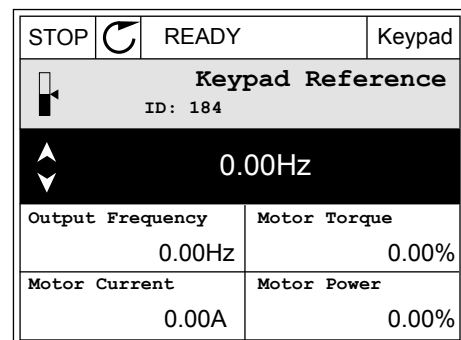 STOP READY Keypad
Keypad Reference
ID: 184
0.00Hz
Output Frequency Motor Torque
0.00Hz 0.00%
Motor Current Motor Power
0.00A 0.00%